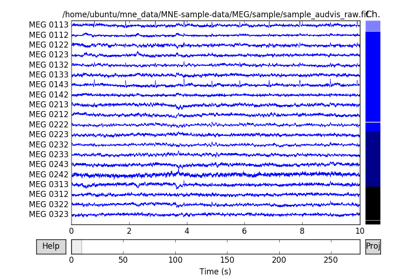 /home/ubuntu/mne_data/MNE-sample-data/MEG/sample/sample_audvis_raw.fif
Ch.
MEG 0113
MEG 0112
MEG 0122
MEG 0123
MEG 0132
MEG 0133
MEG 0143
MEG 0142
MEG 0213
MEG 0212
MEG 0222
MEG 0223
MEG 0232
MEG 0233
MEG 0243
MEG 0242
MEG 0313
MEG 0312
MEG 0322
MEG 0323
0 2 4 6 8 10
Help
Proj
0 50 100 150 200 250
Time (s)